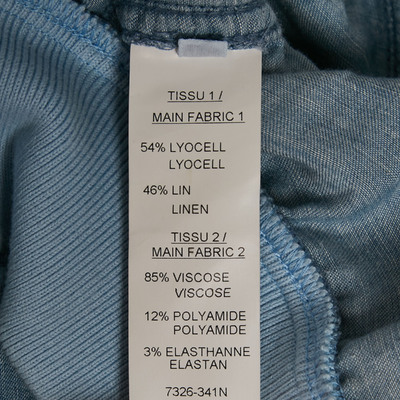 TISSU 1 /
MAIN FABRIC 1
54% LYOCELL
LYOCELL
46% LIN
LINEN
TISSU 2 /
MAIN FABRIC 2
85% VISCOSE
VISCOSE
12% POLYAMIDE
POLYAMIDE
3% ELASTHANNE
ELASTAN
7326-341N